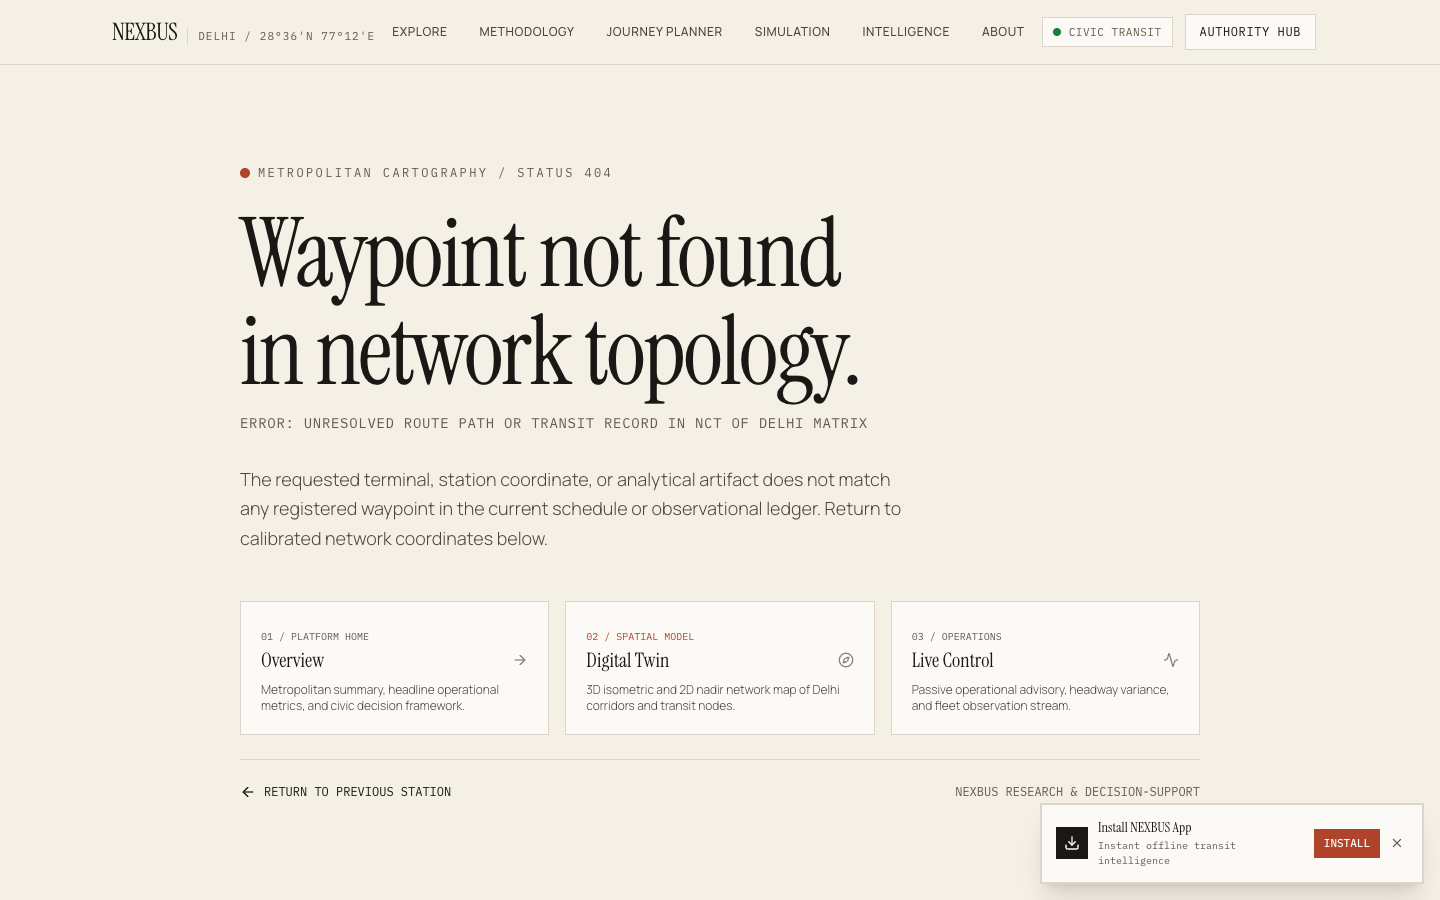 NEXBUS
DELHI / 28°36'N 77°12'E
EXPLORE
METHODOLOGY
JOURNEY PLANNER
SIMULATION
INTELLIGENCE
ABOUT
CIVIC TRANSIT
AUTHORITY HUB
METROPOLITAN CARTOGRAPHY / STATUS 404
Waypoint not found
in network topology.
ERROR: UNRESOLVED ROUTE PATH OR TRANSIT RECORD IN NCT OF DELHI MATRIX
The requested terminal, station coordinate, or analytical artifact does not match
any registered waypoint in the current schedule or observational ledger. Return to
calibrated network coordinates below.
01 / PLATFORM HOME
Overview
Metropolitan summary, headline operational
metrics, and civic decision framework.
02 / SPATIAL MODEL
Digital Twin
3D isometric and 2D nadir network map of Delhi
corridors and transit nodes.
03 / OPERATIONS
Live Control
Passive operational advisory, headway variance,
and fleet observation stream.
RETURN TO PREVIOUS STATION
NEXBUS RESEARCH & DECISION-SUPPORT
Install NEXBUS App
Instant offline transit
intelligence
INSTALL